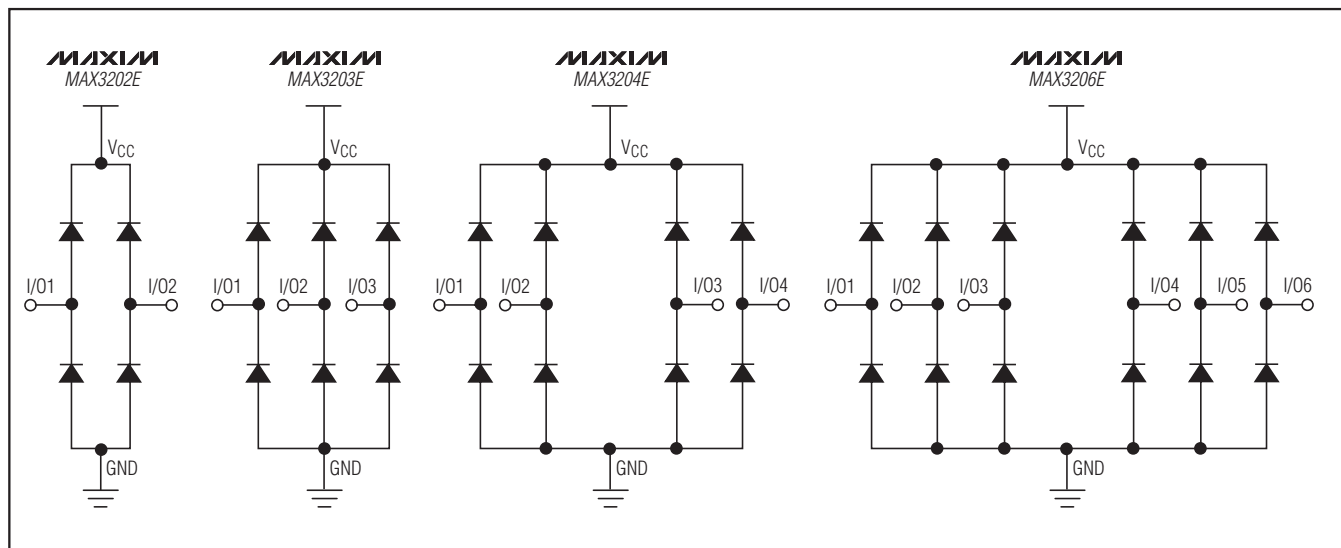 MAXIM MAXIM MAXIM MAXIM
MAX3202E MAX3203E MAX3204E MAX3206E
VCC VCC VCC VCC
I/O1 I/O2 I/O1 I/O2 I/O3 I/O1 I/O2 I/O3 I/O4 I/O1 I/O2 I/O3 I/O4 I/O5 I/O6
GND GND GND GND